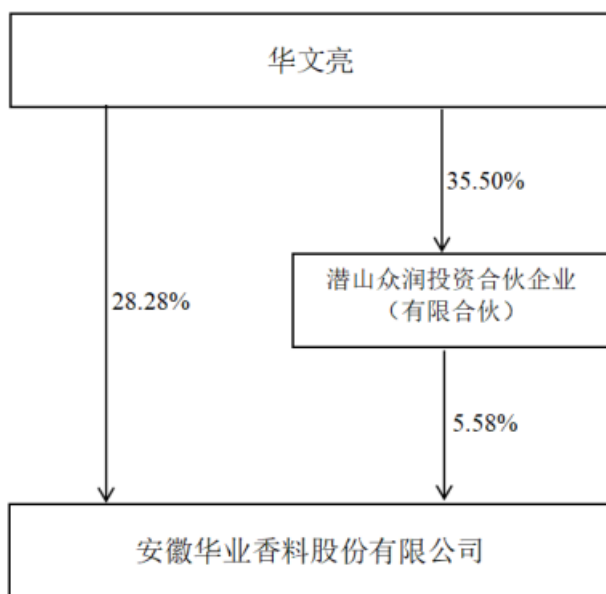 华文亮
35.50%
潜山众润投资合伙企业
（有限合伙）
28.28%
5.58%
安徽华业香料股份有限公司